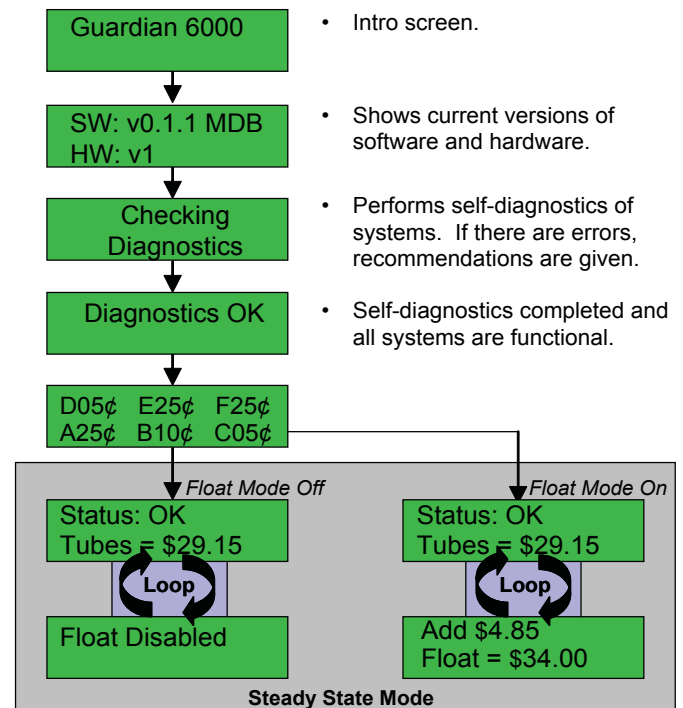 Guardian 6000
• Intro screen.
SW: v0.1.1 MDB
HW: v1
• Shows current versions of
software and hardware.
Checking
Diagnostics
• Performs self-diagnostics of
systems. If there are errors,
recommendations are given.
Diagnostics OK
• Self-diagnostics completed and
all systems are functional.
D05¢ E25¢ F25¢
A25¢ B10¢ C05¢
Float Mode Off
Status: OK
Tubes = $29.15
Loop
Float Disabled
Float Mode On
Status: OK
Tubes = $29.15
Loop
Add $4.85
Float = $34.00
Steady State Mode